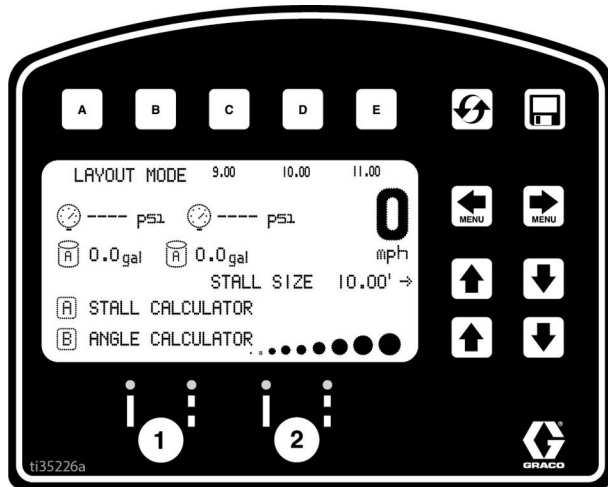 A B C D E
LAYOUT MODE 9.00 10.00 11.00
---- psi ---- psi 0
MENU MENU
A 0.0gal A 0.0gal mph
STALL SIZE 10.00' →
A STALL CALCULATOR
B ANGLE CALCULATOR
1 2
ti35226a
G
GRACO